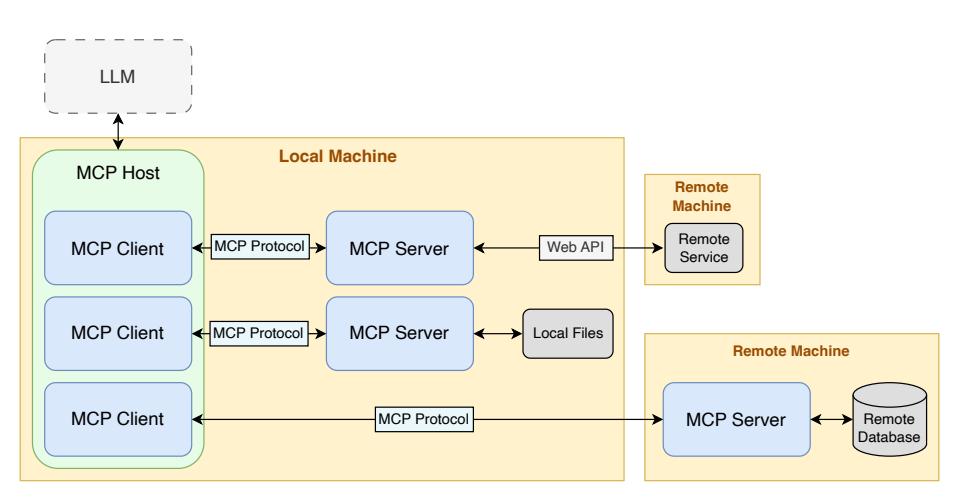 LLM
Local Machine
MCP Host
Remote
Machine
MCP Client
MCP Protocol
MCP Server
Web API
Remote
Service
MCP Client
MCP Protocol
MCP Server
Local Files
Remote Machine
MCP Client
MCP Protocol
MCP Server
Remote
Database